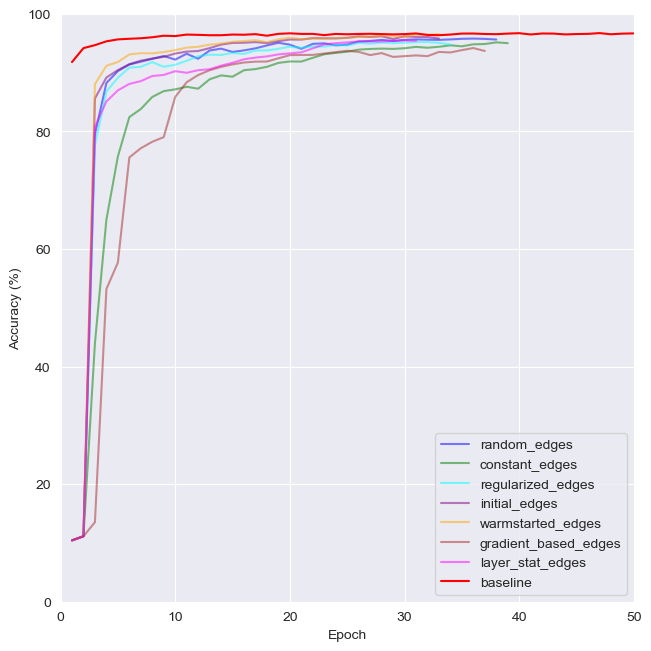 100
80
60
40
20
0
Accuracy (%)
0 10 20 30 40 50
Epoch
random_edges
constant_edges
regularized_edges
initial_edges
warmstarted_edges
gradient_based_edges
layer_stat_edges
baseline